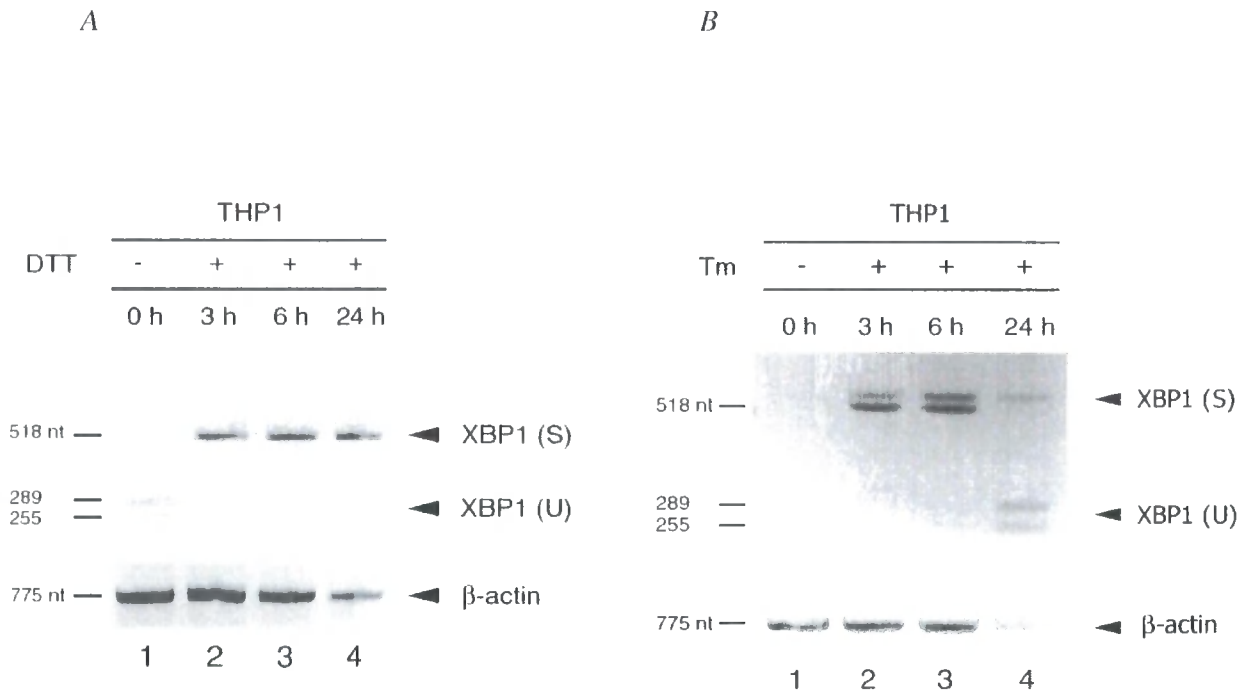 A
THP1
DTT - + + +
0 h 3 h 6 h 24 h
518 nt
XBP1 (S)
289
255
XBP1 (U)
775 nt
β-actin
1 2 3 4
B
THP1
Tm - + + +
0 h 3 h 6 h 24 h
518 nt
XBP1 (S)
289
255
XBP1 (U)
775 nt
β-actin
1 2 3 4